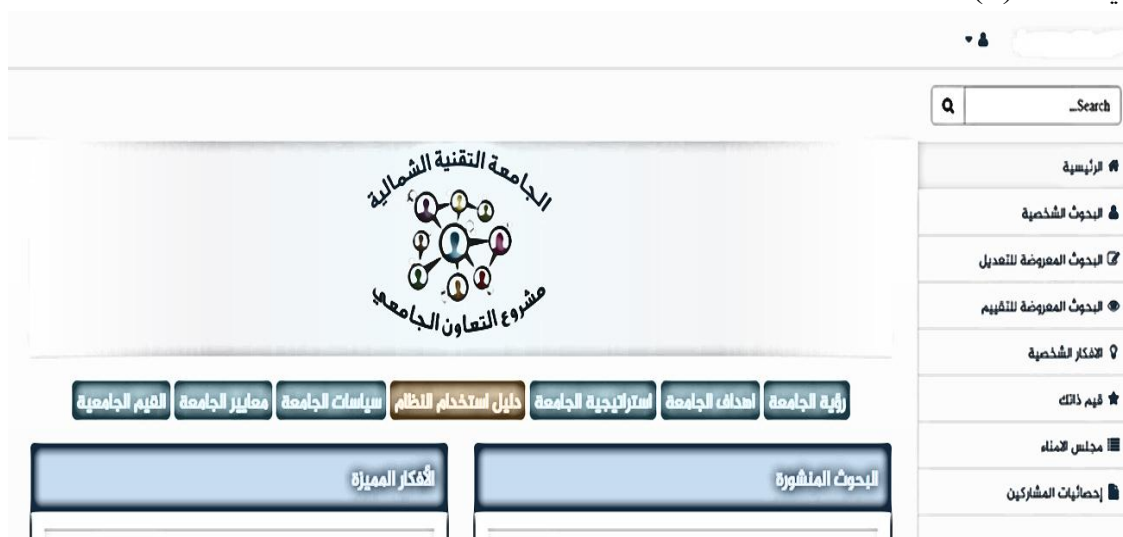 Search...
الرئيسية
البحوث الشخصية
البحوث المعروضة للتعديل
البحوث المعروضة للتقييم
الافكار الشخصية
قيم ذاتك
مجلس الامناء
إحصائيات المشاركين
الجامعة التقنية الشمالية
مشروع التعاون الجامعي
رؤية الجامعة اهداف الجامعة استراتيجية الجامعة دليل استخدام النظام سياسات الجامعة معايير الجامعة القيم الجامعية
البحوث المنشورة الأفكار المميزة